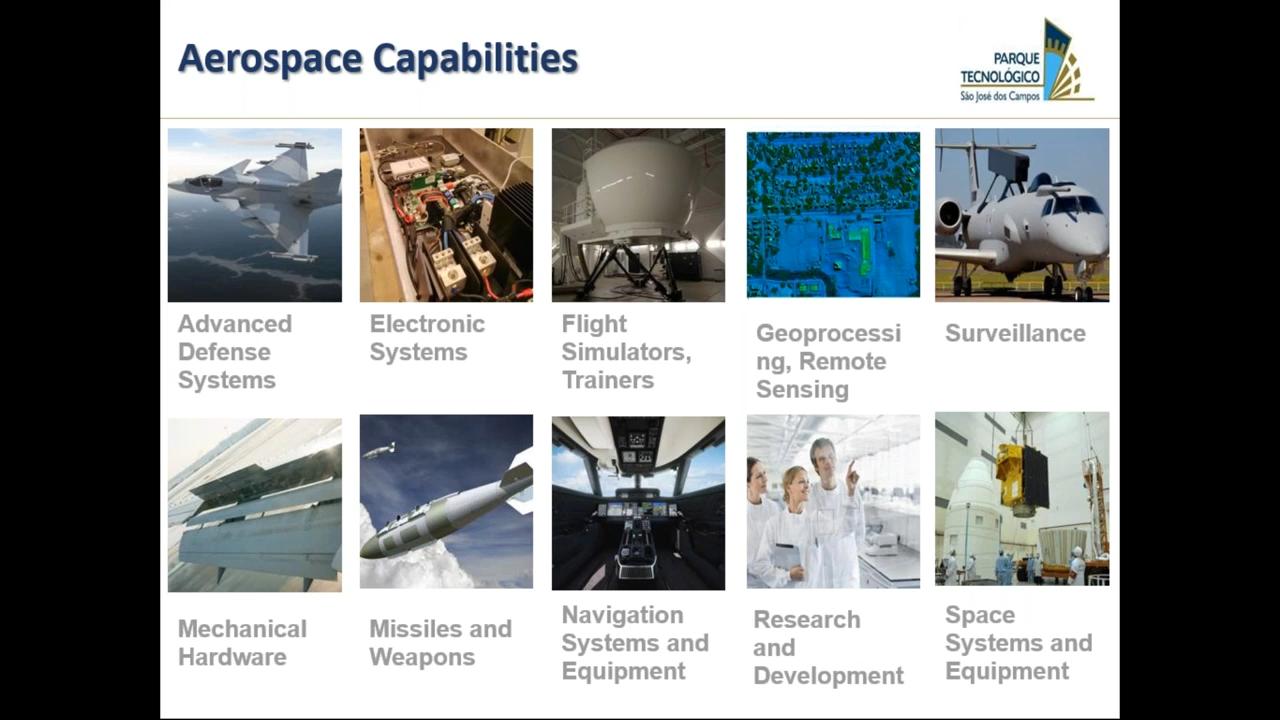 Aerospace Capabilities
PARQUE
TECNOLÓGICO
São José dos Campos
Advanced
Defense
Systems
Electronic
Systems
Flight
Simulators,
Trainers
Geoprocessi
ng, Remote
Sensing
Surveillance
Mechanical
Hardware
Missiles and
Weapons
Navigation
Systems and
Equipment
Research
and
Development
Space
Systems and
Equipment